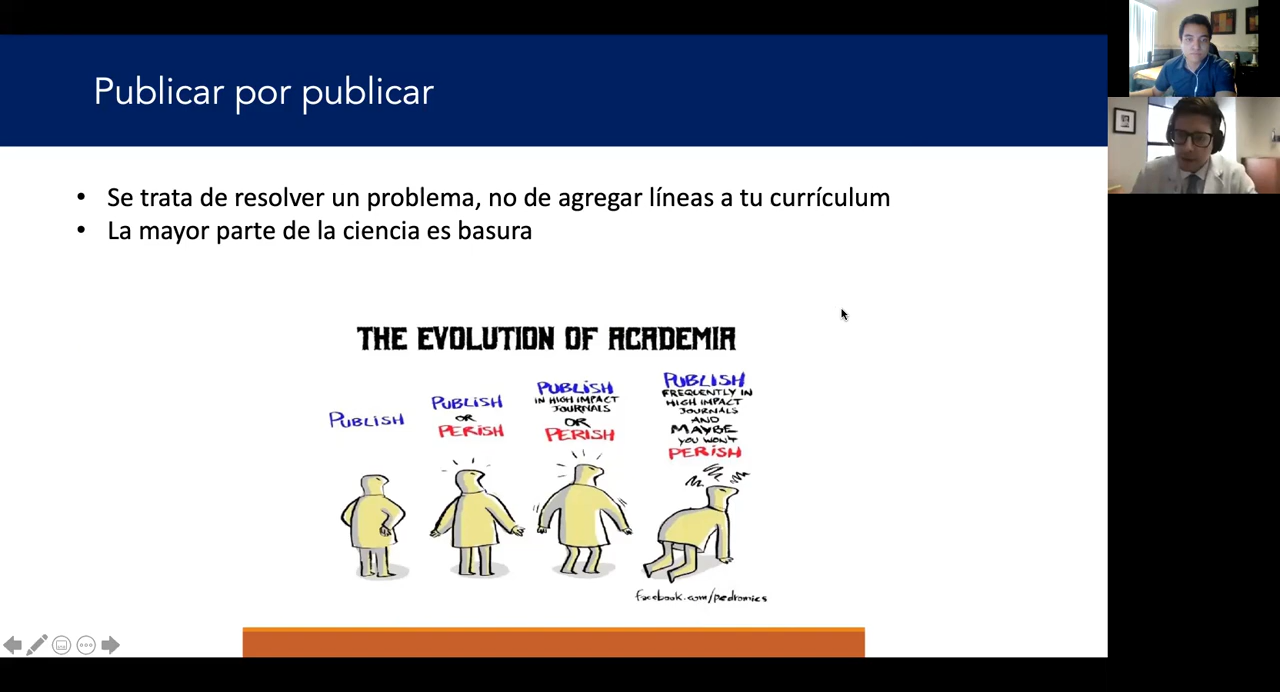 Publicar por publicar
• Se trata de resolver un problema, no de agregar líneas a tu currículum
• La mayor parte de la ciencia es basura
THE EVOLUTION OF ACADEMIA
PUBLISH
PUBLISH
OR
PERISH
PUBLISH
IN HIGH IMPACT
JOURNALS
OR
PERISH
PUBLISH
FREQUENTLY IN
HIGH IMPACT
JOURNALS
AND
MAYBE
YOU WON'T
PERISH
facebook.com/pedromics